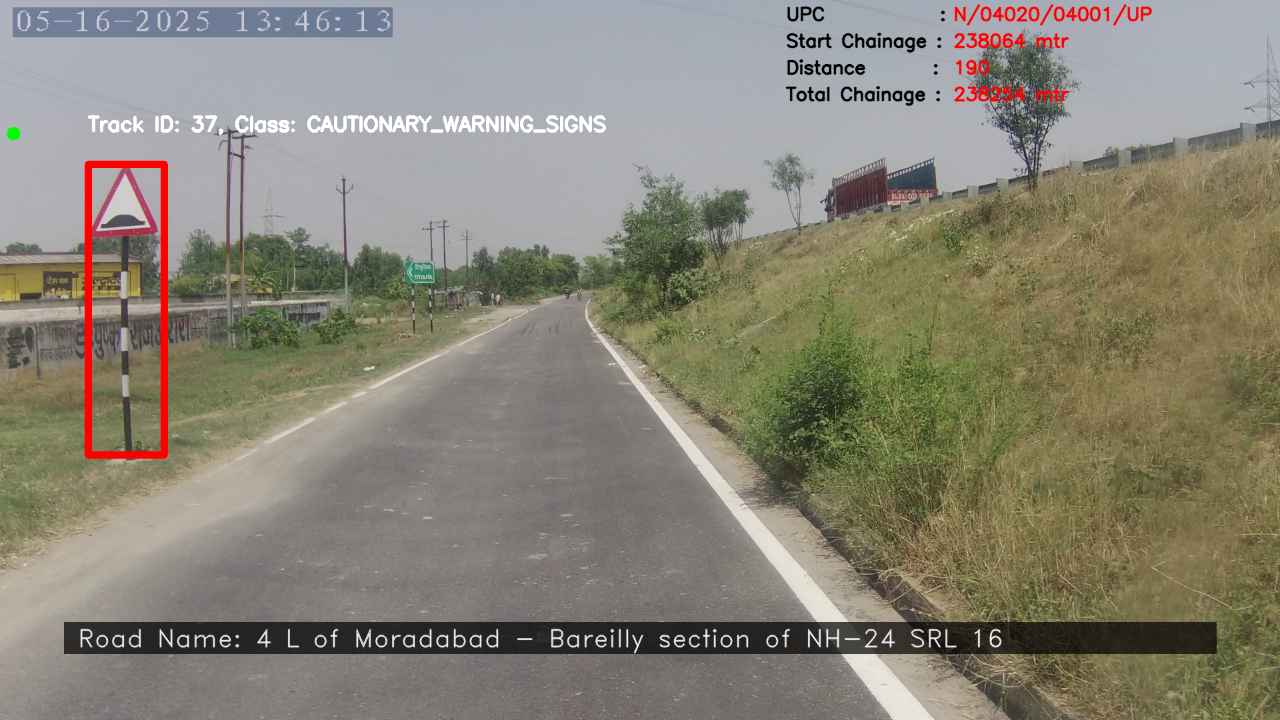 05-16-2025 13:46:13
UPC : N/04020/04001/UP
Start Chainage : 238064 mtr
Distance : 190
Total Chainage : 238254 mtr
Track ID: 37, Class: CAUTIONARY_WARNING_SIGNS
Road Name: 4 L of Moradabad - Bareilly section of NH-24 SRL 16